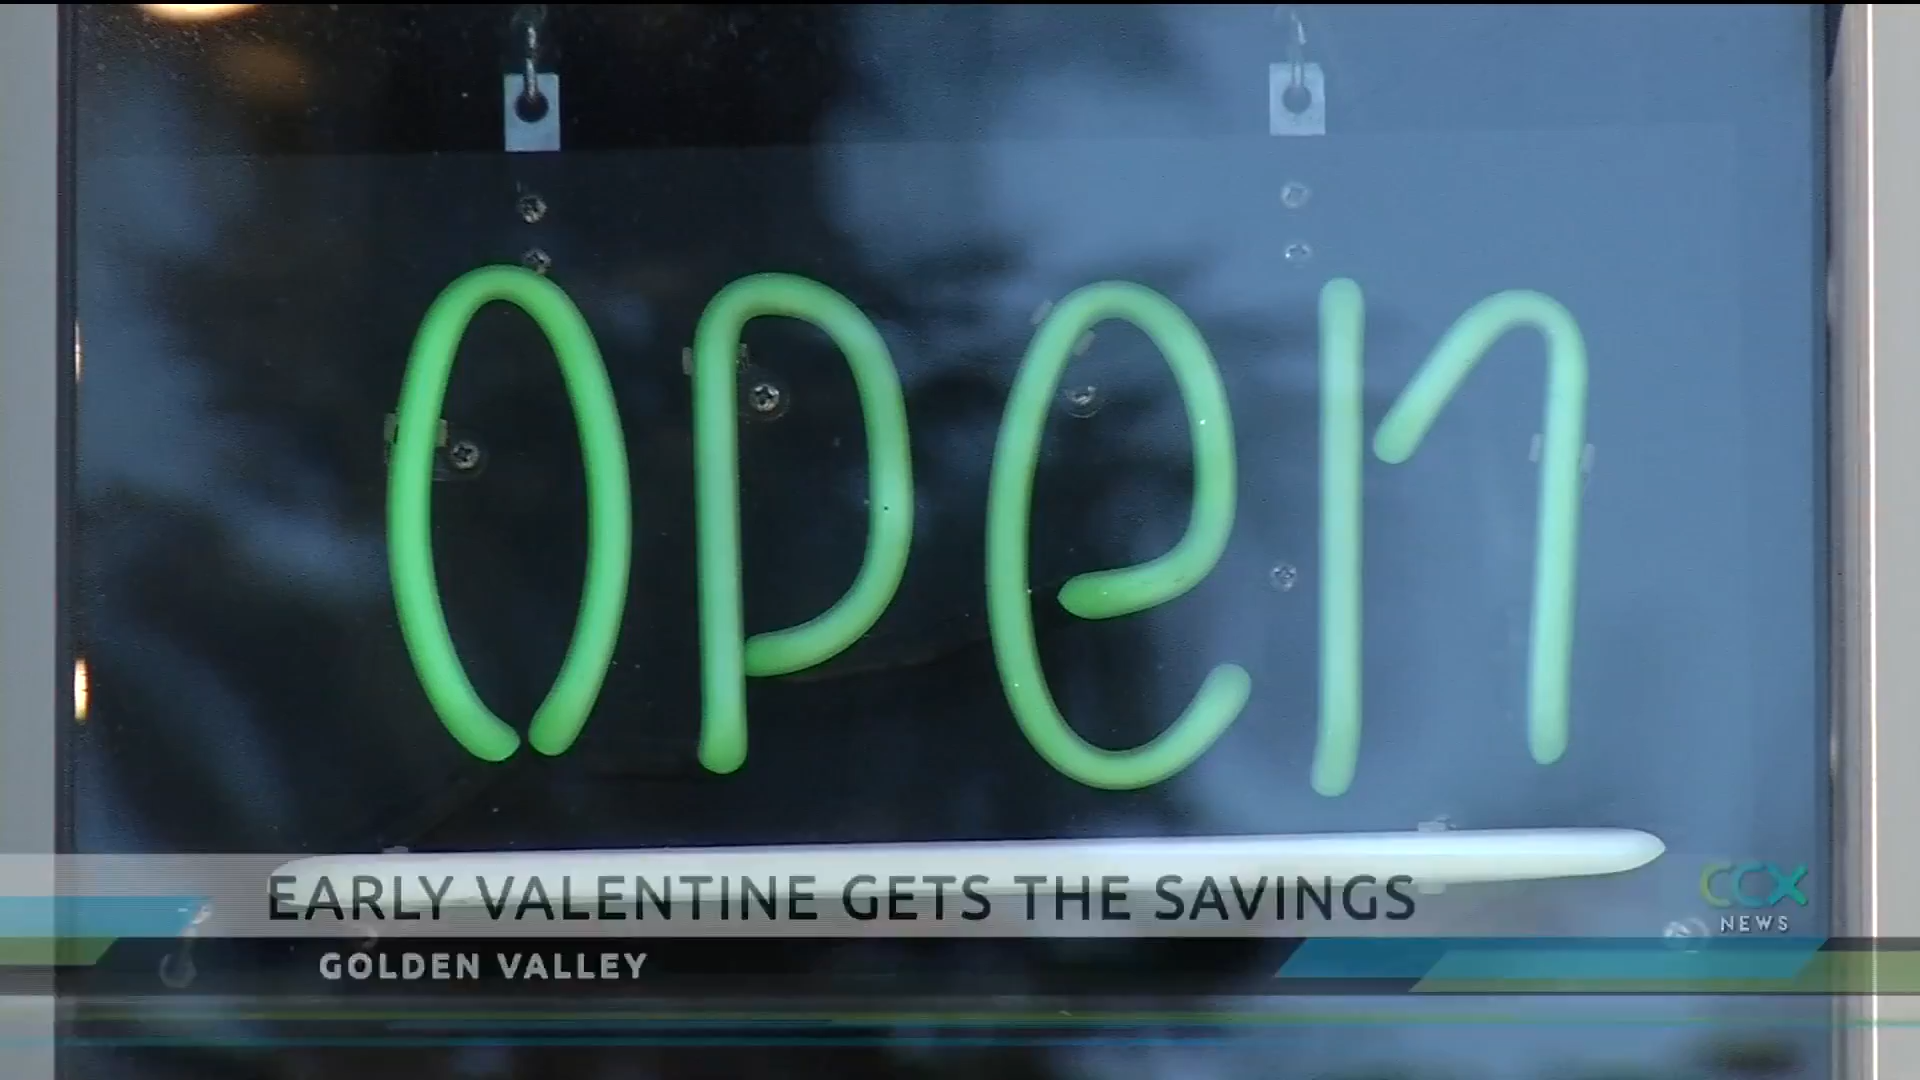 open
EARLY VALENTINE GETS THE SAVINGS
CCX
NEWS
GOLDEN VALLEY